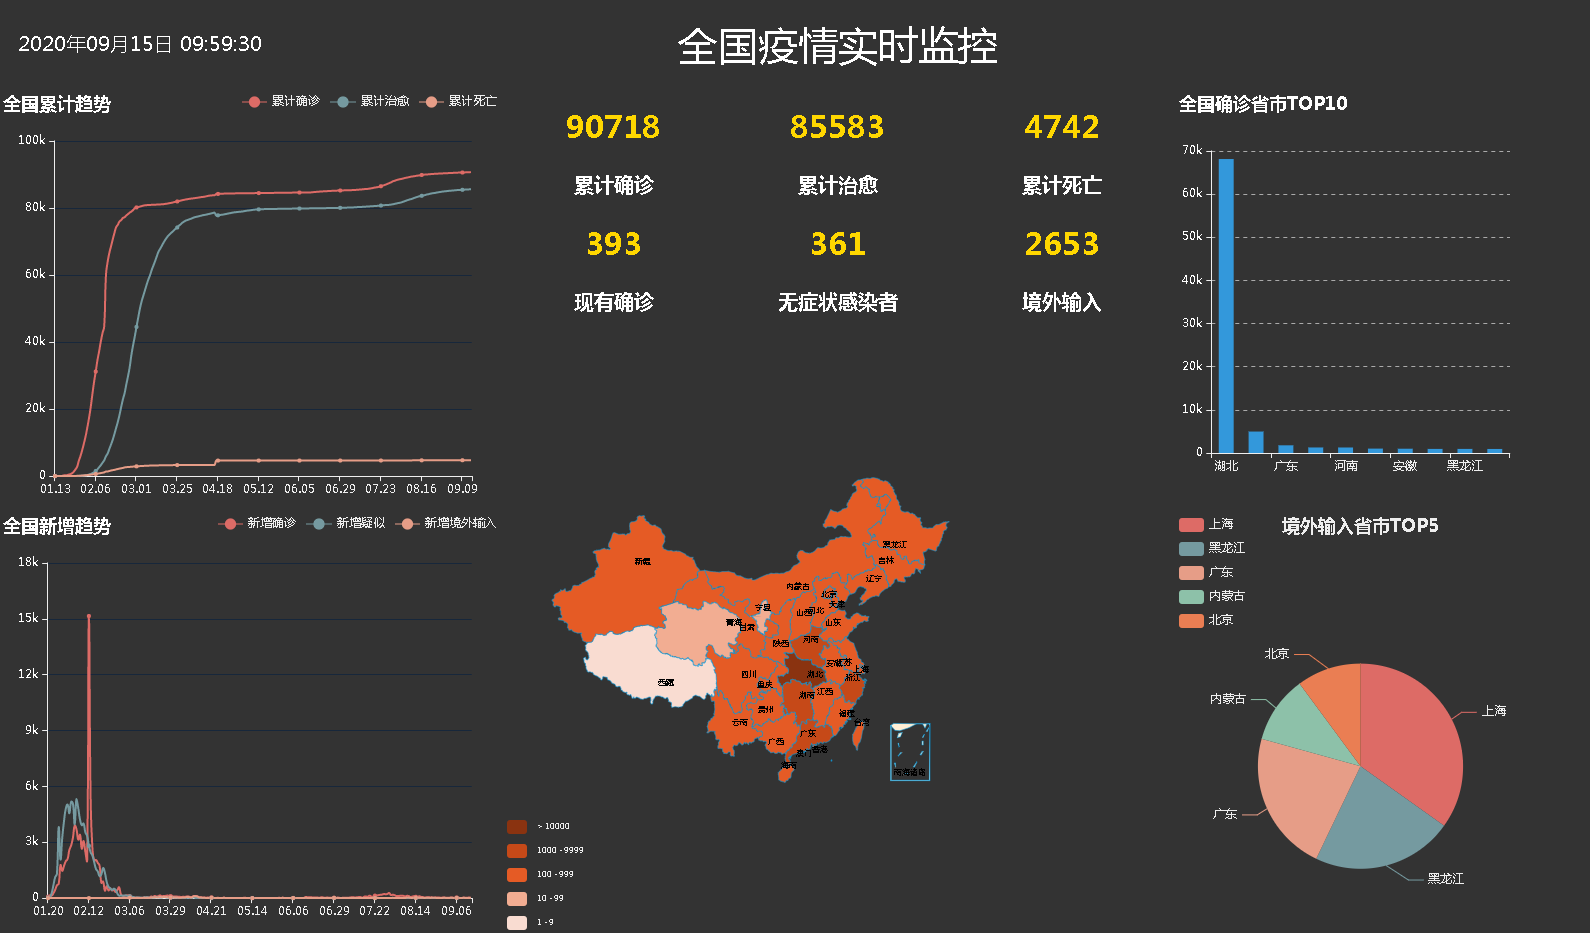 2020年09月15日 09:59:30
全国疫情实时监控
全国累计趋势
累计确诊 累计治愈 累计死亡
100k
80k
60k
40k
20k
0
01.13 02.06 03.01 03.25 04.18 05.12 06.05 06.29 07.23 08.16 09.09
全国新增趋势
新增确诊 新增疑似 新增境外输入
18k
15k
12k
9k
6k
3k
0
01.20 02.12 03.06 03.29 04.21 05.14 06.06 06.29 07.22 08.14 09.06
90718 85583 4742
累计确诊 累计治愈 累计死亡
393 361 2653
现有确诊 无症状感染者 境外输入
黑龙江
吉林
新疆
辽宁
内蒙古
北京
天津
宁夏
山西 河北
青海 甘肃
山东
陕西 河南
四川 湖北
安徽 江苏
上海
浙江
西藏
重庆
湖南 江西
贵州
福建
云南
台湾
广东
广西
澳门 香港
海南
南海诸岛
> 10000
1000 -9999
100 -999
10 -99
1 -9
全国确诊省市TOP10
70k
60k
50k
40k
30k
20k
10k
0
湖北 广东 河南 安徽 黑龙江
境外输入省市TOP5
上海
黑龙江
广东
内蒙古
北京
北京
内蒙古
上海
广东
黑龙江